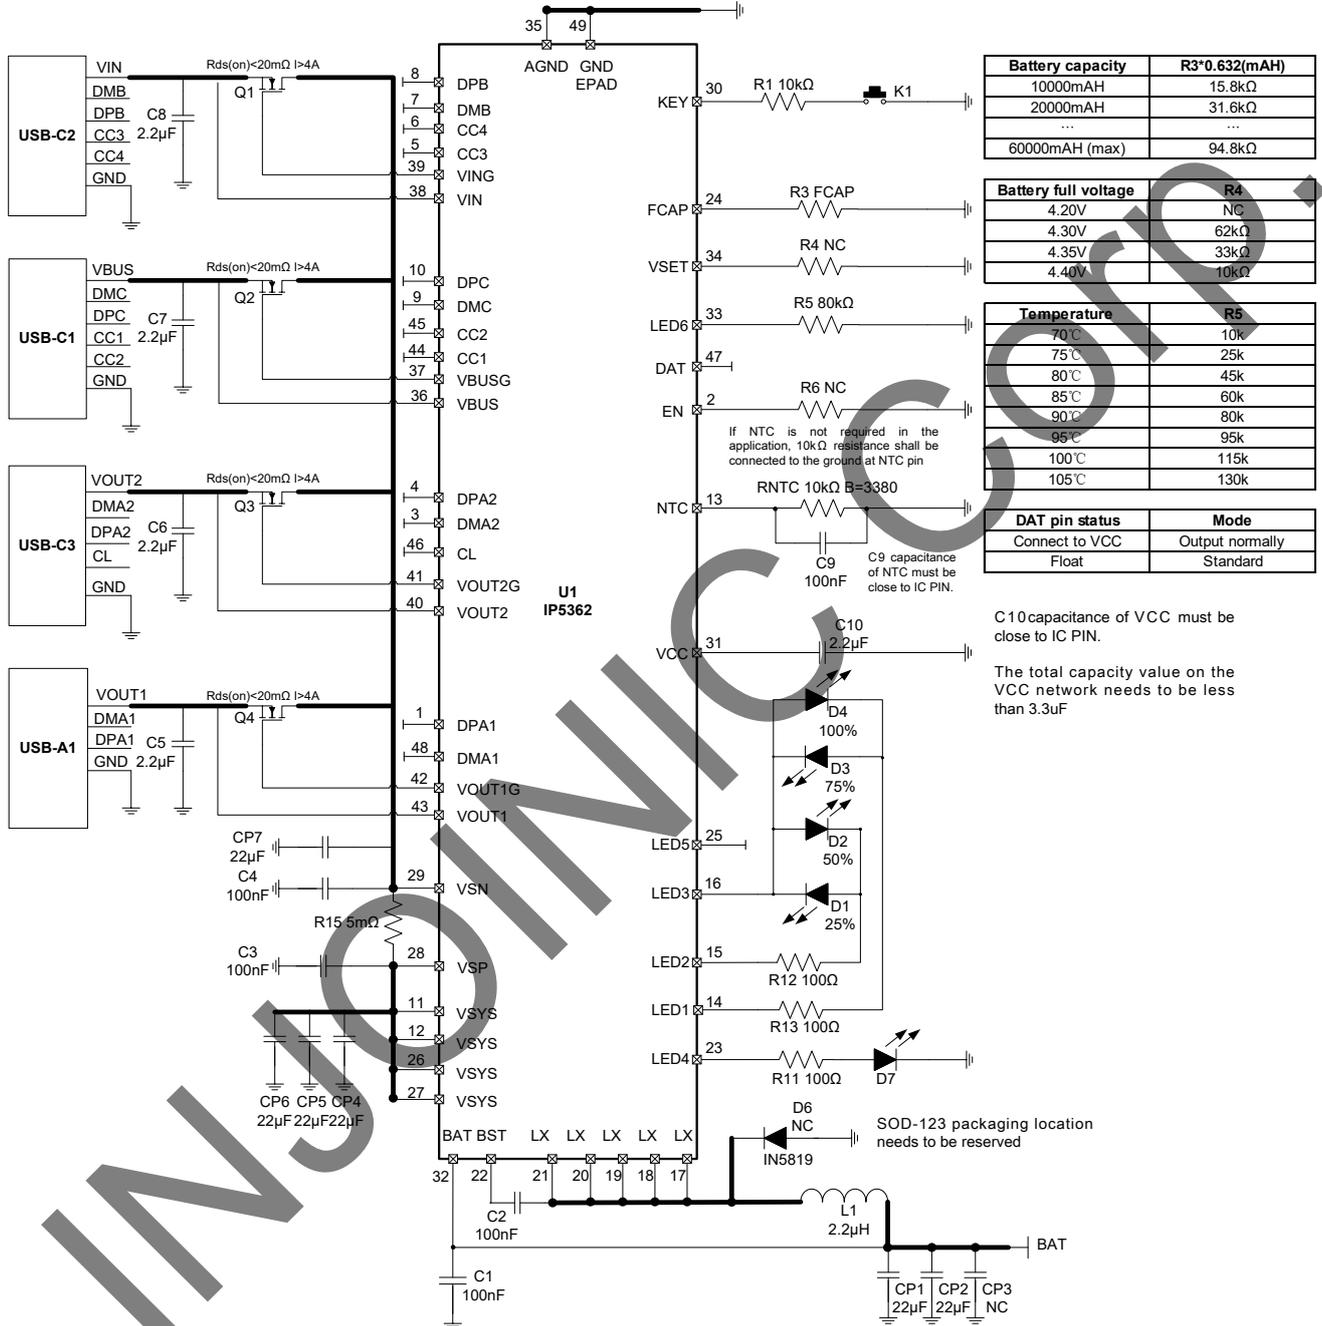 35 49
AGND GND
EPAD
USB-C2
VIN
DMB
DPB
CC3
CC4
GND
C8
2.2µF
Rds(on)<20mΩ I>4A
Q1
8 DPB
7 DMB
6 CC4
5 CC3
39 VING
38 VIN
USB-C1
VBUS
DMC
DPC
CC1
CC2
GND
C7
2.2µF
Rds(on)<20mΩ I>4A
Q2
10 DPC
9 DMC
45 CC2
44 CC1
37 VBUSG
36 VBUS
USB-C3
VOUT2
DMA2
DPA2
CL
GND
C6
2.2µF
Rds(on)<20mΩ I>4A
Q3
4 DPA2
3 DMA2
46 CL
41 VOUT2G
40 VOUT2
USB-A1
VOUT1
DMA1
DPA1
GND
C5
2.2µF
Rds(on)<20mΩ I>4A
Q4
1 DPA1
48 DMA1
42 VOUT1G
43 VOUT1
CP7
22µF
C4
100nF
29 VSN
R15 5mΩ
C3
100nF
28 VSP
11 VSYS
12 VSYS
26 VSYS
27 VSYS
CP6 CP5 CP4
22µF 22µF 22µF
U1
IP5362
KEY 30 R1 10kΩ K1
FCAP 24 R3 FCAP
VSET 34 R4 NC
LED6 33 R5 80kΩ
DAT 47
EN 2 R6 NC
If NTC is not required in the
application, 10kΩ resistance shall be
connected to the ground at NTC pin
RNTC 10kΩ B=3380
NTC 13
C9
100nF
C9 capacitance
of NTC must be
close to IC PIN.
VCC 31
C10
2.2µF
D4
100%
D3
75%
D2
50%
LED5 25
LED3 16
D1
25%
LED2 15
R12 100Ω
LED1 14
R13 100Ω
LED4 23
R11 100Ω D7
BAT BST LX LX LX LX LX
32 22 21 20 19 18 17
D6
NC
IN5819
SOD-123 packaging location
needs to be reserved
C2
100nF
L1
2.2µH
BAT
C1
100nF
CP1 CP2 CP3
22µF 22µF NC
Battery capacity R3*0.632(mAH)
10000mAH 15.8kΩ
20000mAH 31.6kΩ
... ...
60000mAH (max) 94.8kΩ
Battery full voltage R4
4.20V NC
4.30V 62kΩ
4.35V 33kΩ
4.40V 10kΩ
Temperature R5
70℃ 10k
75℃ 25k
80℃ 45k
85℃ 60k
90℃ 80k
95℃ 95k
100℃ 115k
105℃ 130k
DAT pin status Mode
Connect to VCC Output normally
Float Standard
C10 capacitance of VCC must be
close to IC PIN.
The total capacity value on the
VCC network needs to be less
than 3.3uF
INJOINIC Corp.